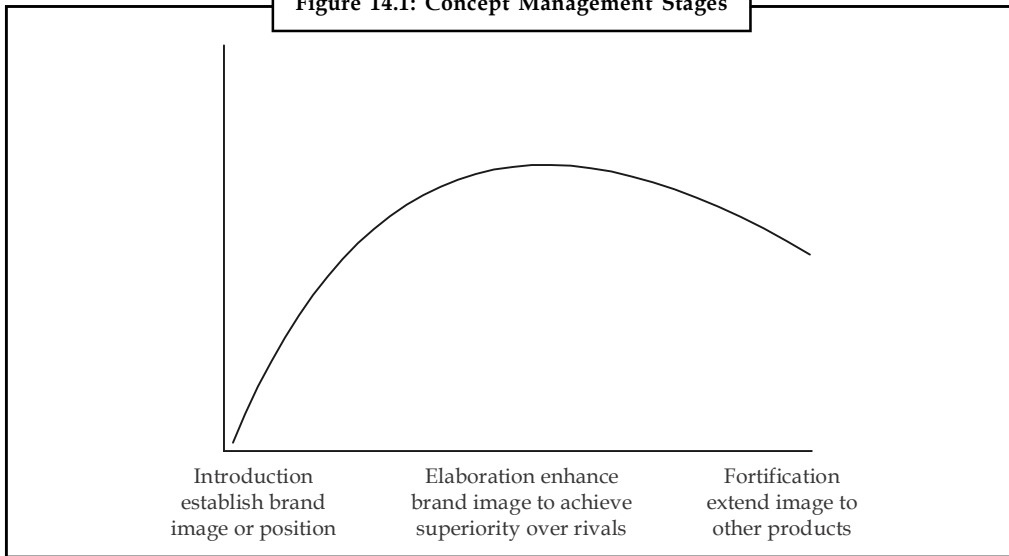 Figure 14.1: Concept Management Stages
Introduction
establish brand
image or position
Elaboration enhance
brand image to achieve
superiority over rivals
Fortification
extend image to
other products